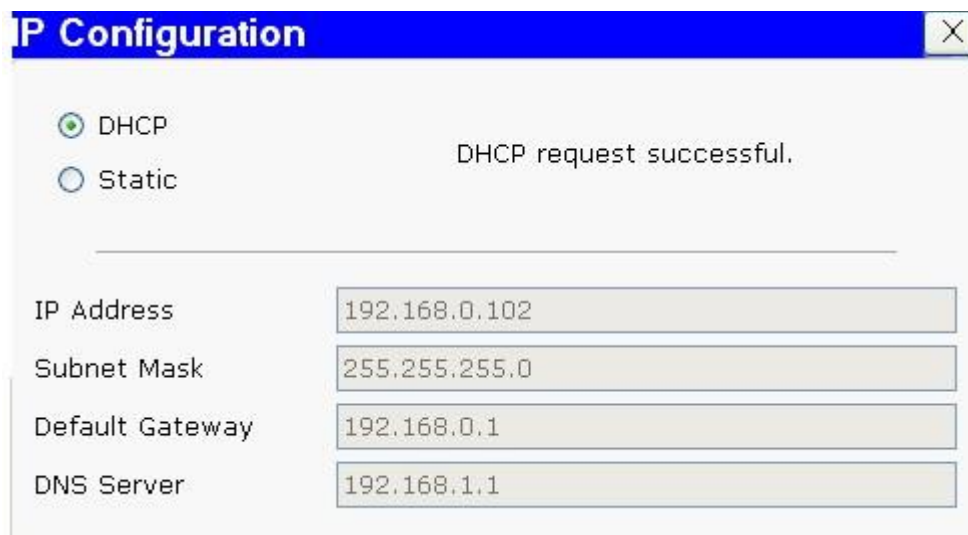 IP Configuration
DHCP
DHCP request successful.
Static
IP Address 192.168.0.102
Subnet Mask 255.255.255.0
Default Gateway 192.168.0.1
DNS Server 192.168.1.1